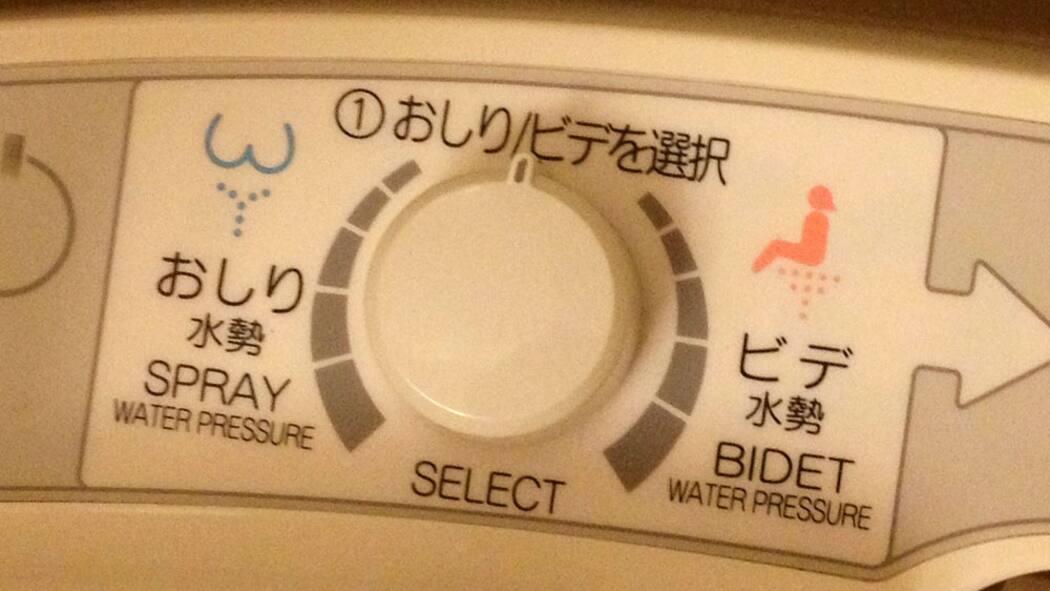 ①おしり/ビデを選択
おしり
水勢
SPRAY
WATER PRESSURE
SELECT
ビデ
水勢
BIDET
WATER PRESSURE